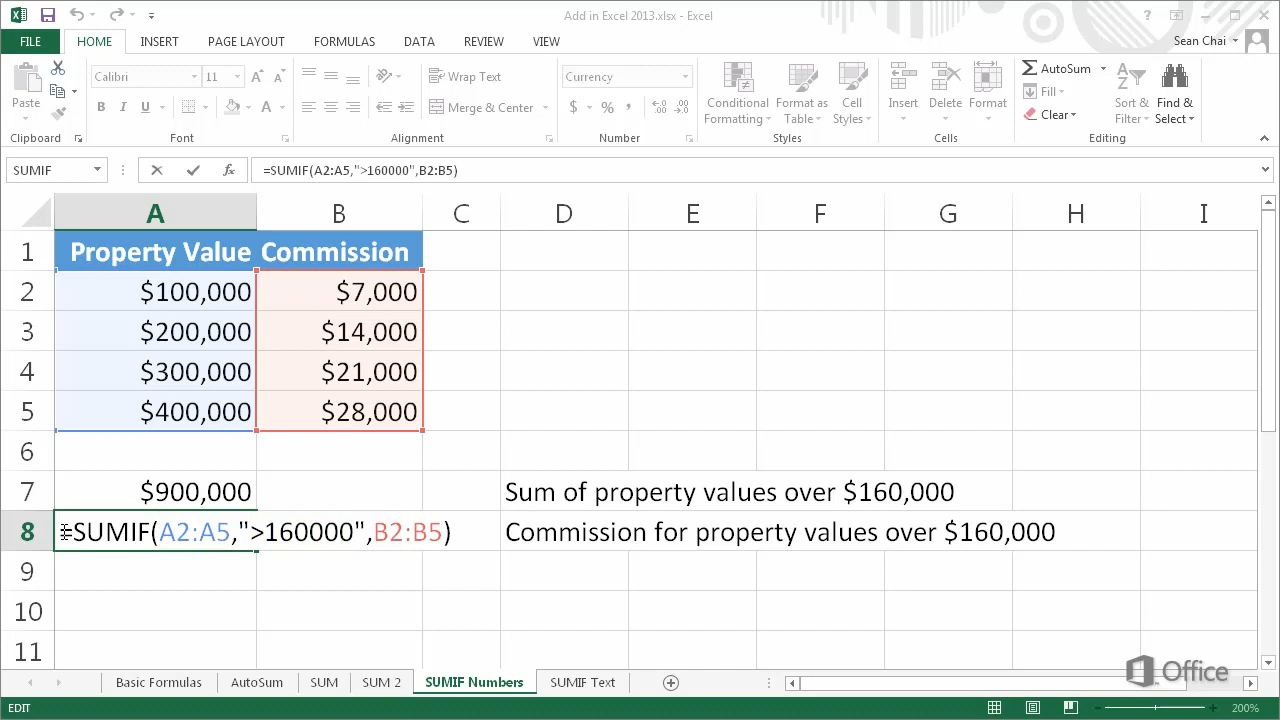 Add in Excel 2013.xlsx - Excel
?
FILE HOME INSERT PAGE LAYOUT FORMULAS DATA REVIEW VIEW Sean Chai
Paste
Calibri 11
B I U A A A
Wrap Text
Merge & Center
Currency
$ % ,
Conditional Formatting
Format as Table
Cell Styles
Insert Delete Format
AutoSum
Fill
Clear
Sort & Filter
Find & Select
Clipboard Font Alignment Number Styles Cells Editing
SUMIF fx =SUMIF(A2:A5,">160000",B2:B5)
A B C D E F G H I
1 Property Value Commission
2 $100,000 $7,000
3 $200,000 $14,000
4 $300,000 $21,000
5 $400,000 $28,000
6
7 $900,000 Sum of property values over $160,000
8 =SUMIF(A2:A5,">160000",B2:B5) Commission for property values over $160,000
9
10
11
Office
Basic Formulas AutoSum SUM SUM 2 SUMIF Numbers SUMIF Text
EDIT 200%